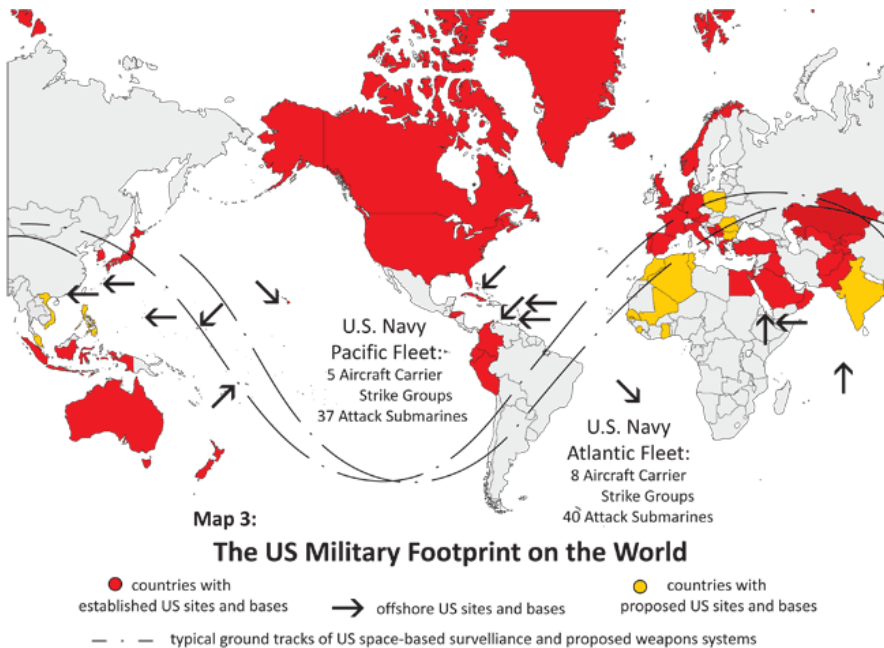 U.S. Navy
Pacific Fleet:
5 Aircraft Carrier
Strike Groups
37 Attack Submarines
U.S. Navy
Atlantic Fleet:
8 Aircraft Carrier
Strike Groups
40 Attack Submarines
Map 3:
The US Military Footprint on the World
countries with
established US sites and bases
offshore US sites and bases
countries with
proposed US sites and bases
typical ground tracks of US space-based survelliance and proposed weapons systems